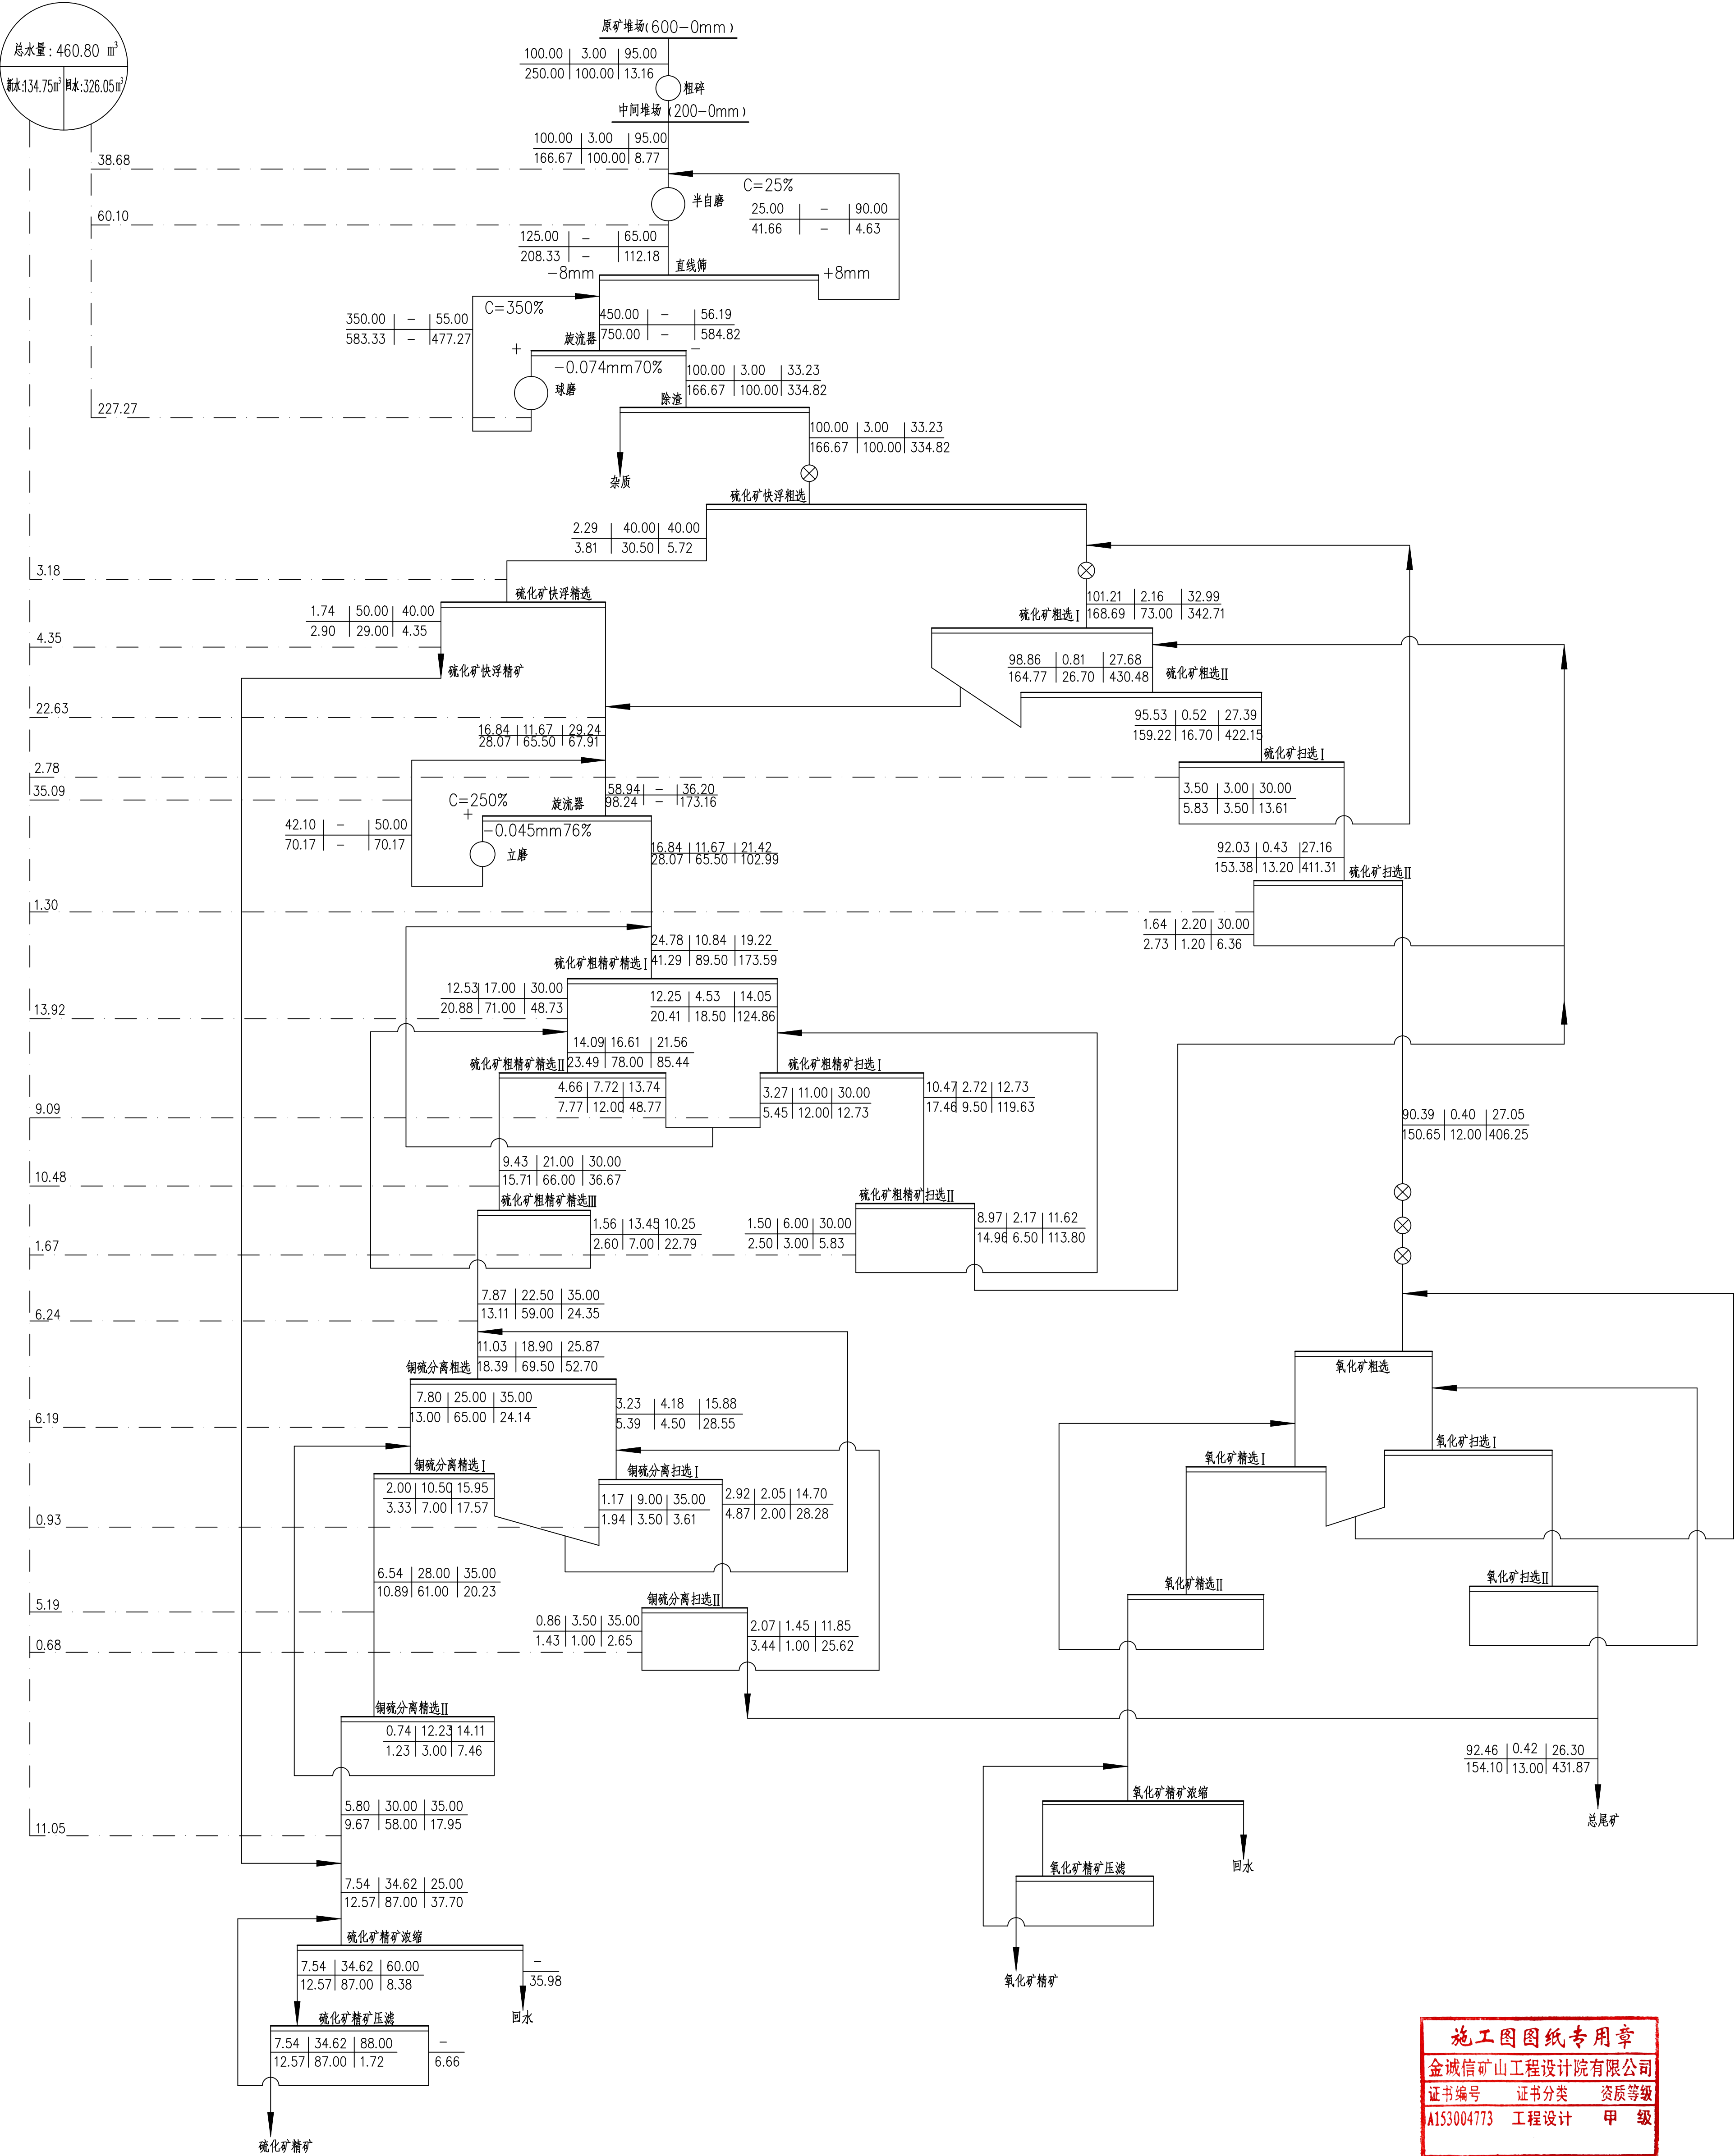 总水量: 460.80 m³
新水:134.75m³ 回水:326.05m³
原矿堆场(600-0mm)
100.00 3.00 95.00
250.00 100.00 13.16
粗碎
中间堆场 (200-0mm)
100.00 3.00 95.00
166.67 100.00 8.77
38.68
C=25%
半自磨
25.00 - 90.00
41.66 - 4.63
60.10
125.00 - 65.00
208.33 - 112.18
直线筛
-8mm
+8mm
C=350%
350.00 - 55.00
583.33 - 477.27
450.00 - 56.19
750.00 - 584.82
旋流器
+
-
-0.074mm70%
球磨
100.00 3.00 33.23
166.67 100.00 334.82
227.27
除渣
100.00 3.00 33.23
166.67 100.00 334.82
杂质
硫化矿快浮粗选
2.29 40.00 40.00
3.81 30.50 5.72
3.18
硫化矿快浮精选
1.74 50.00 40.00
2.90 29.00 4.35
4.35
硫化矿快浮精矿
101.21 2.16 32.99
168.69 73.00 342.71
硫化矿粗选Ⅰ
98.86 0.81 27.68
164.77 26.70 430.48
硫化矿粗选Ⅱ
22.63
16.84 11.67 29.24
28.07 65.50 67.91
95.53 0.52 27.39
159.22 16.70 422.15
硫化矿扫选Ⅰ
2.78
35.09
58.94 - 36.20
98.24 - 173.16
3.50 3.00 30.00
5.83 3.50 13.61
C=250%
旋流器
+
-0.045mm76%
立磨
42.10 - 50.00
70.17 - 70.17
16.84 11.67 21.42
28.07 65.50 102.99
92.03 0.43 27.16
153.38 13.20 411.31
硫化矿扫选Ⅱ
1.30
1.64 2.20 30.00
2.73 1.20 6.36
24.78 10.84 19.22
41.29 89.50 173.59
硫化矿粗精矿精选Ⅰ
12.53 17.00 30.00
20.88 71.00 48.73
12.25 4.53 14.05
20.41 18.50 124.86
13.92
14.09 16.61 21.56
23.49 78.00 85.44
硫化矿粗精矿精选Ⅱ
硫化矿粗精矿扫选Ⅰ
4.66 7.72 13.74
7.77 12.00 48.77
3.27 11.00 30.00
5.45 12.00 12.73
10.47 2.72 12.73
17.46 9.50 119.63
9.09
90.39 0.40 27.05
150.65 12.00 406.25
9.43 21.00 30.00
15.71 66.00 36.67
10.48
硫化矿粗精矿精选Ⅲ
硫化矿粗精矿扫选Ⅱ
1.56 13.45 10.25
2.60 7.00 22.79
1.50 6.00 30.00
2.50 3.00 5.83
8.97 2.17 11.62
14.96 6.50 113.80
1.67
7.87 22.50 35.00
13.11 59.00 24.35
6.24
11.03 18.90 25.87
18.39 69.50 52.70
铜硫分离粗选
氧化矿粗选
7.80 25.00 35.00
13.00 65.00 24.14
3.23 4.18 15.88
5.39 4.50 28.55
6.19
铜硫分离精选Ⅰ
铜硫分离扫选Ⅰ
氧化矿精选Ⅰ
氧化矿扫选Ⅰ
2.00 10.50 15.95
3.33 7.00 17.57
1.17 9.00 35.00
1.94 3.50 3.61
2.92 2.05 14.70
4.87 2.00 28.28
0.93
6.54 28.00 35.00
10.89 61.00 20.23
氧化矿精选Ⅱ
氧化矿扫选Ⅱ
5.19
铜硫分离扫选Ⅱ
0.86 3.50 35.00
1.43 1.00 2.65
2.07 1.45 11.85
3.44 1.00 25.62
0.68
铜硫分离精选Ⅱ
0.74 12.23 14.11
1.23 3.00 7.46
92.46 0.42 26.30
154.10 13.00 431.87
氧化矿精矿浓缩
总尾矿
5.80 30.00 35.00
9.67 58.00 17.95
11.05
回水
氧化矿精矿压滤
7.54 34.62 25.00
12.57 87.00 37.70
硫化矿精矿浓缩
7.54 34.62 60.00
12.57 87.00 8.38
-
35.98
氧化矿精矿
回水
硫化矿精矿压滤
7.54 34.62 88.00
12.57 87.00 1.72
-
6.66
硫化矿精矿
施工图图纸专用章
金诚信矿山工程设计院有限公司
证书编号 证书分类 资质等级
A153004773 工程设计 甲 级